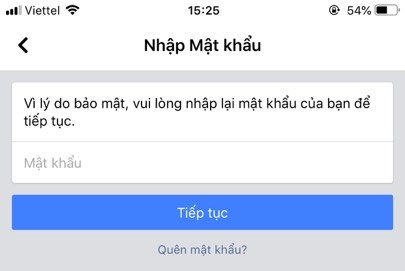 Viettel 15:25 54%
Nhập Mật khẩu
Vì lý do bảo mật, vui lòng nhập lại mật khẩu của bạn để
tiếp tục.
Mật khẩu
Tiếp tục
Quên mật khẩu?